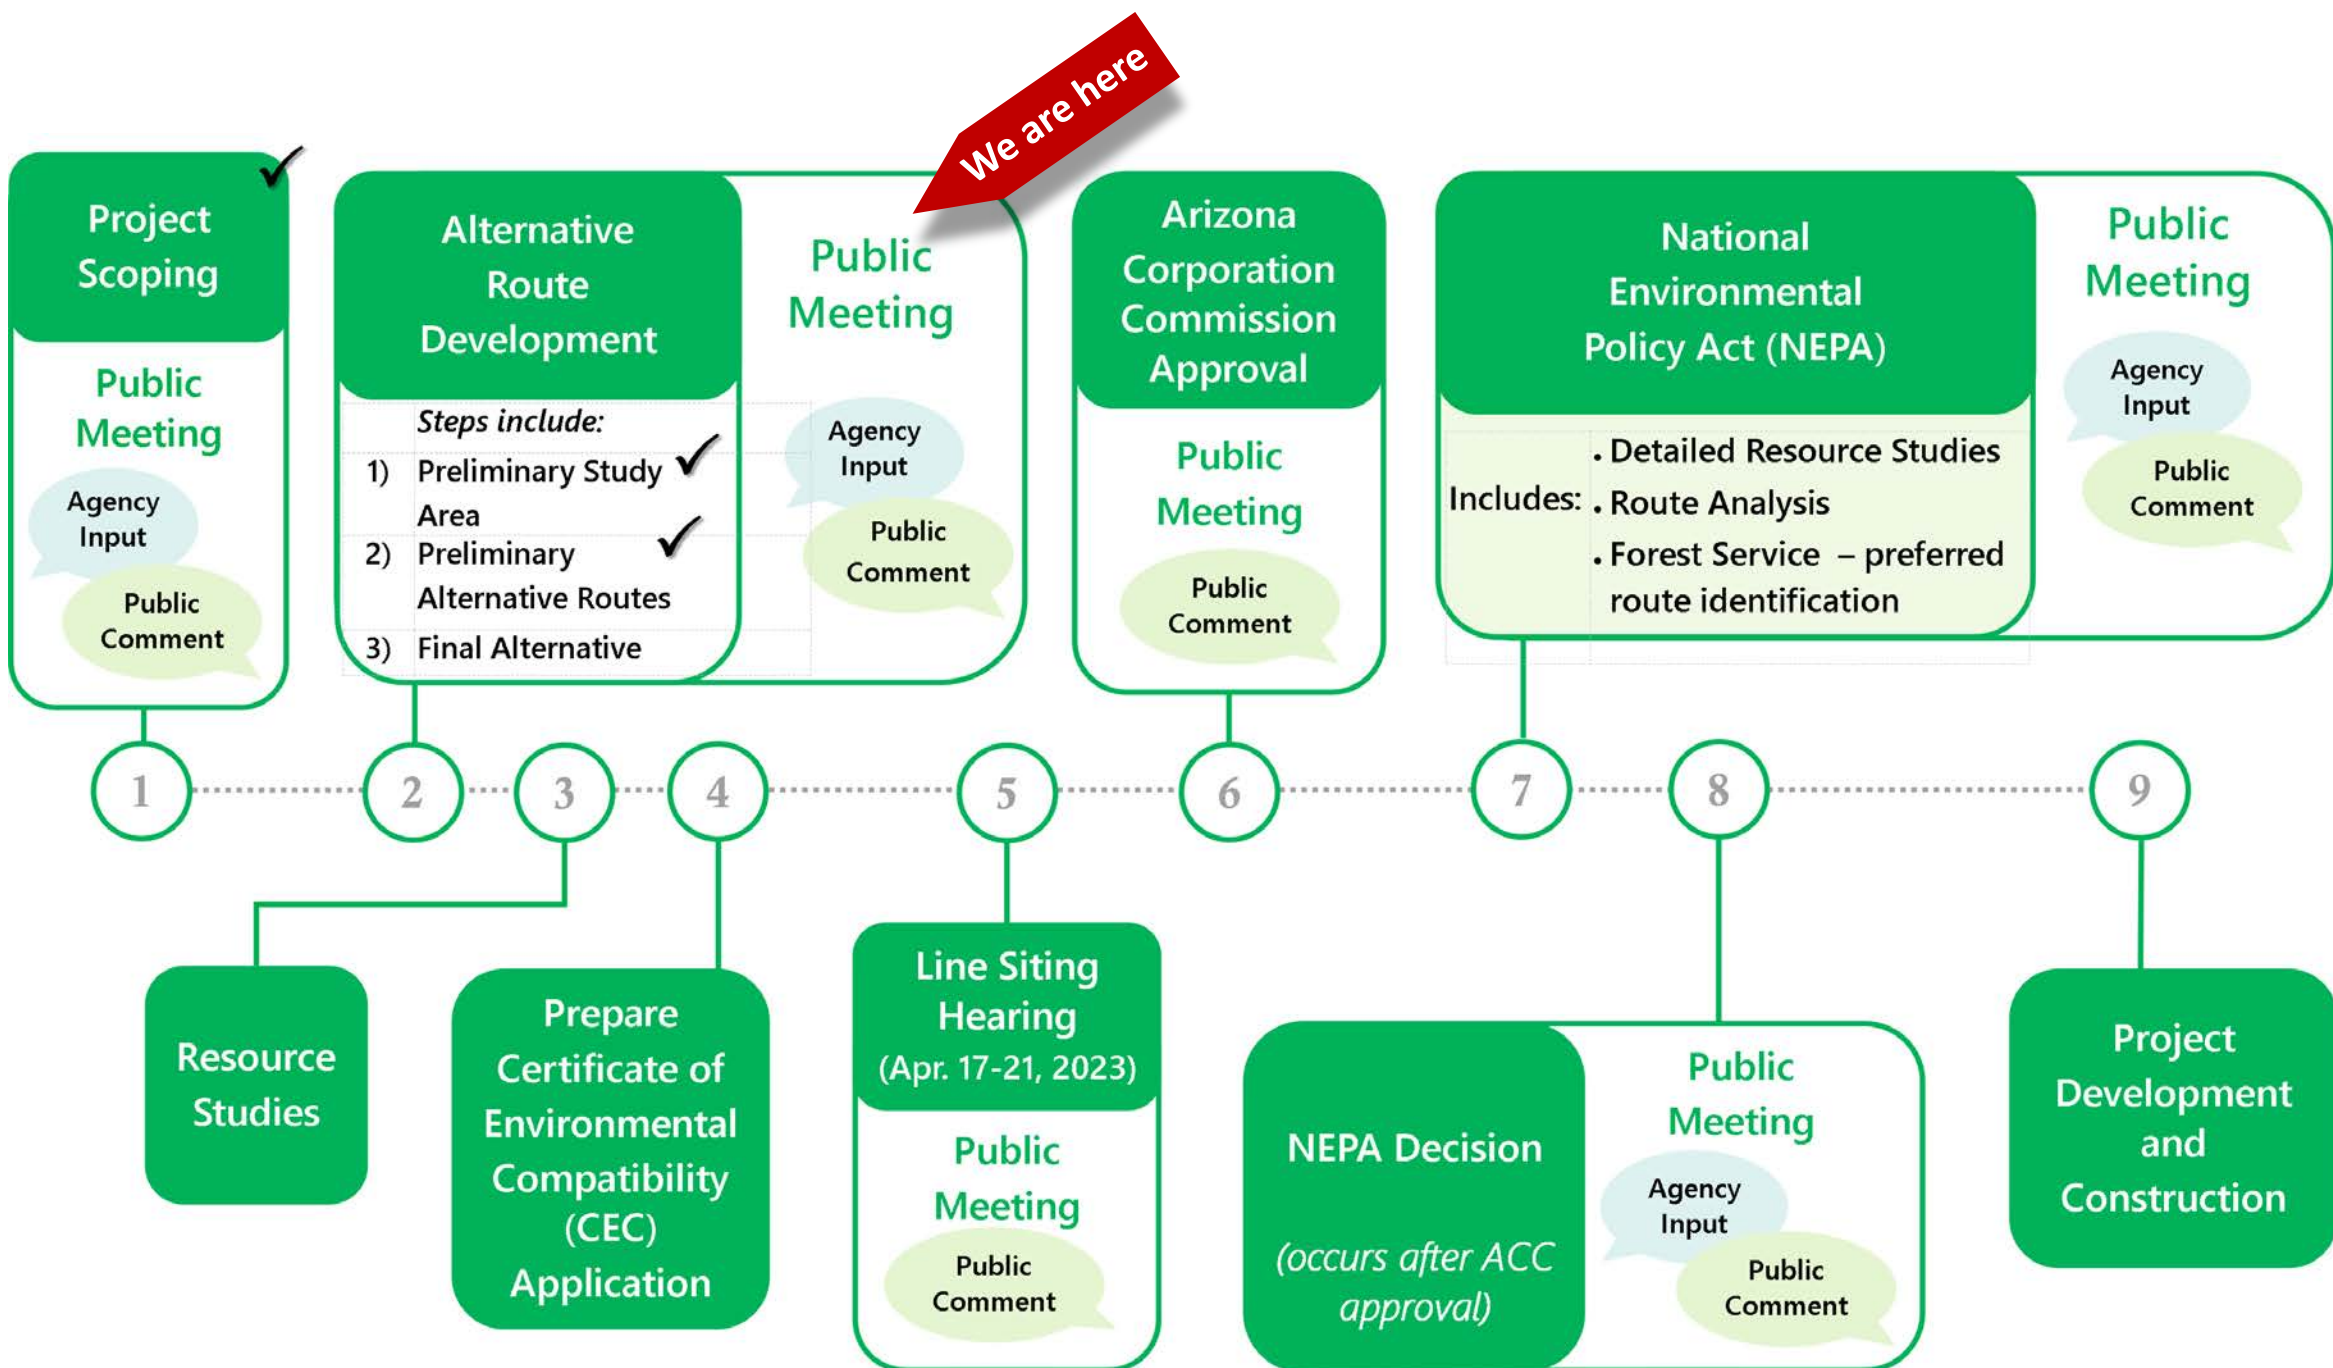 We are here
Project
Scoping
Public
Meeting
Agency
Input
Public
Comment
Alternative
Route
Development
Steps include:
1) Preliminary Study
Area
2) Preliminary
Alternative Routes
3) Final Alternative
Public
Meeting
Agency
Input
Public
Comment
Arizona
Corporation
Commission
Approval
Public
Meeting
Public
Comment
National
Environmental
Policy Act (NEPA)
Includes:
. Detailed Resource Studies
. Route Analysis
. Forest Service – preferred
route identification
Public
Meeting
Agency
Input
Public
Comment
1
2
3
4
5
6
7
8
9
Resource
Studies
Prepare
Certificate of
Environmental
Compatibility
(CEC)
Application
Line Siting
Hearing
(Apr. 17-21, 2023)
Public
Meeting
Public
Comment
NEPA Decision
(occurs after ACC
approval)
Public
Meeting
Agency
Input
Public
Comment
Project
Development
and
Construction